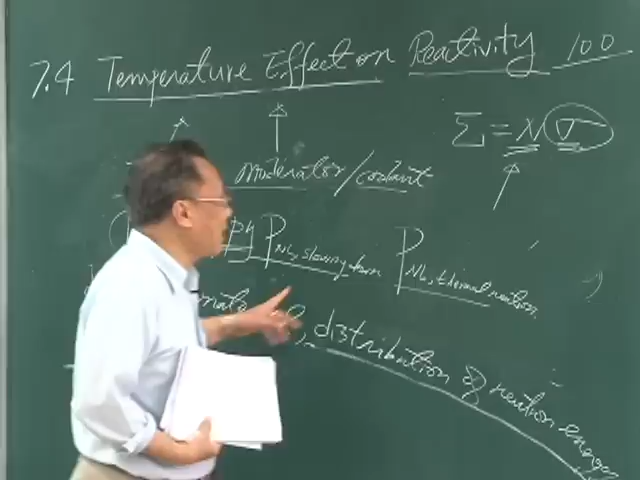 7.4 Temperature Effect on Reactivity 100
Σ = N σ
moderator/coolant
P NL, slowing down P NL, thermal neutron
distribution of neutron energy